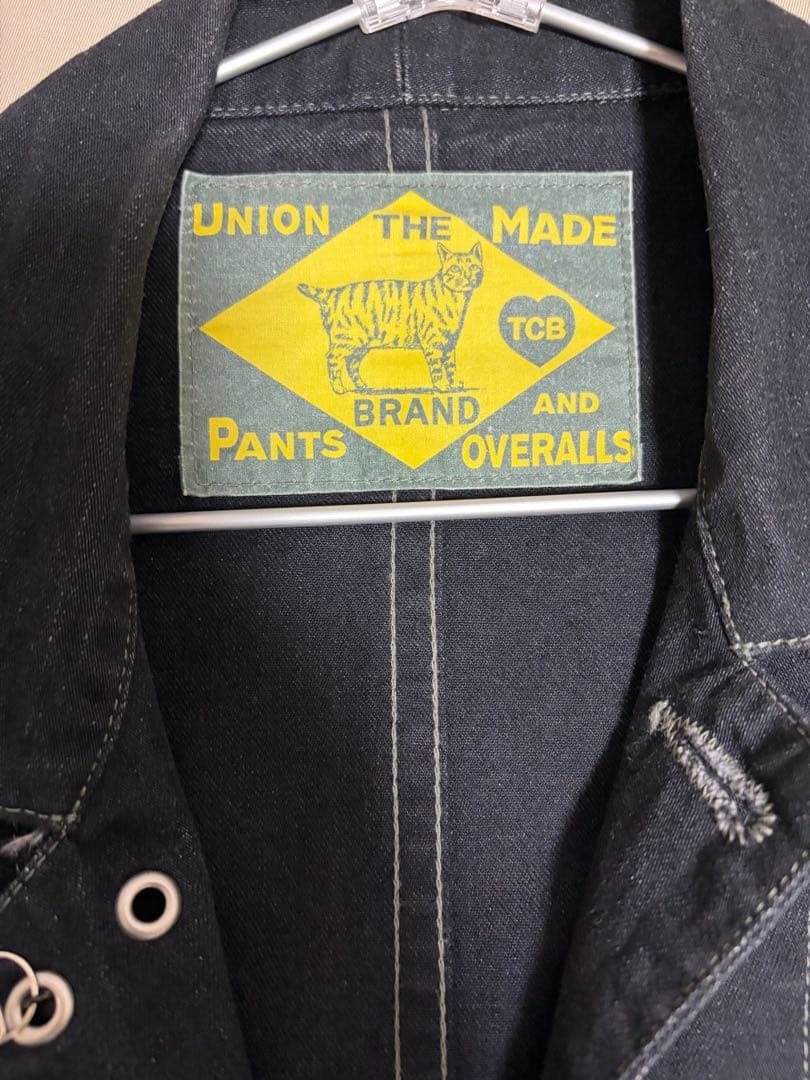 UNION THE MADE
TCB
BRAND AND
PANTS OVERALLS